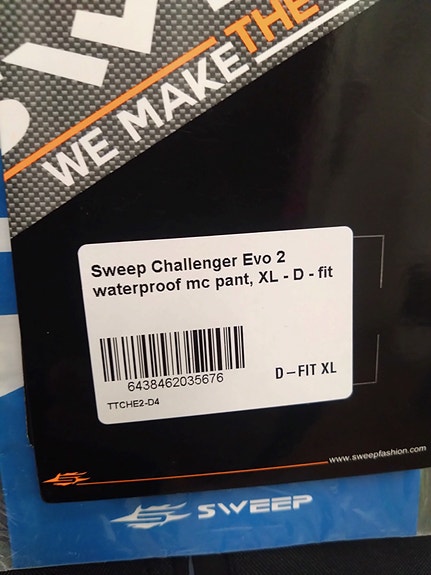 WE MAKE THE
Sweep Challenger Evo 2
waterproof mc pant, XL - D - fit
6438462035676
D-FIT XL
TTCHE2-D4
www.sweepfashion.com
SWEEP